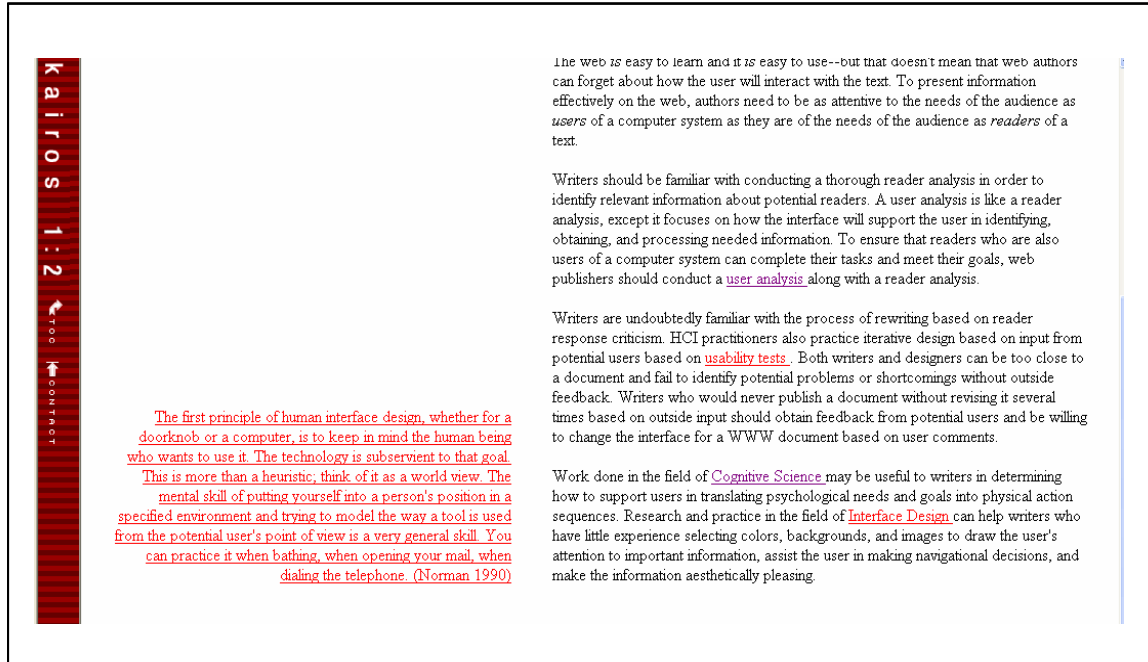 kairos 1:2 TOC CONTACT
The first principle of human interface design, whether for a
doorknob or a computer, is to keep in mind the human being
who wants to use it. The technology is subservient to that goal.
This is more than a heuristic; think of it as a world view. The
mental skill of putting yourself into a person's position in a
specified environment and trying to model the way a tool is used
from the potential user's point of view is a very general skill. You
can practice it when bathing, when opening your mail, when
dialing the telephone. (Norman 1990)
The web is easy to learn and it is easy to use--but that doesn't mean that web authors
can forget about how the user will interact with the text. To present information
effectively on the web, authors need to be as attentive to the needs of the audience as
users of a computer system as they are of the needs of the audience as readers of a
text.
Writers should be familiar with conducting a thorough reader analysis in order to
identify relevant information about potential readers. A user analysis is like a reader
analysis, except it focuses on how the interface will support the user in identifying,
obtaining, and processing needed information. To ensure that readers who are also
users of a computer system can complete their tasks and meet their goals, web
publishers should conduct a user analysis along with a reader analysis.
Writers are undoubtedly familiar with the process of rewriting based on reader
response criticism. HCI practitioners also practice iterative design based on input from
potential users based on usability tests . Both writers and designers can be too close to
a document and fail to identify potential problems or shortcomings without outside
feedback. Writers who would never publish a document without revising it several
times based on outside input should obtain feedback from potential users and be willing
to change the interface for a WWW document based on user comments.
Work done in the field of Cognitive Science may be useful to writers in determining
how to support users in translating psychological needs and goals into physical action
sequences. Research and practice in the field of Interface Design can help writers who
have little experience selecting colors, backgrounds, and images to draw the user's
attention to important information, assist the user in making navigational decisions, and
make the information aesthetically pleasing.